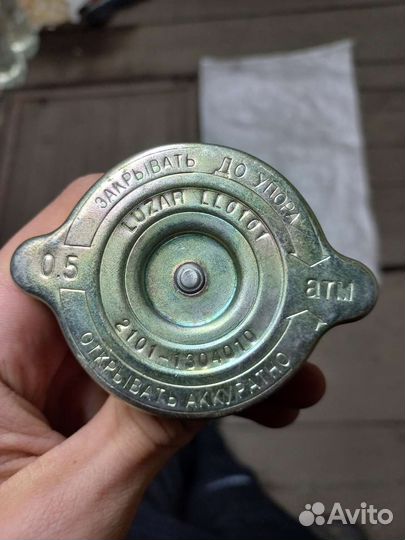 ЗАКРЫВАТЬ ДО УПОРА
LUZAR LL0101
0.5
атм
2101-1304010
ОТКРЫВАТЬ АККУРАТНО
Avito